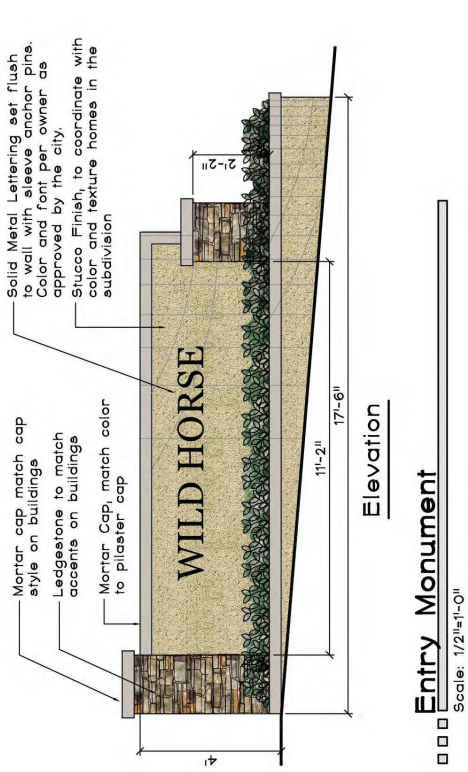 Mortar cap match cap
style on buildings
Ledgestone to match
accents on buildings
Mortar Cap, match color
to pilaster cap
Solid Metal Lettering set flush
to wall with sleeve anchor pins.
Color and font per owner as
approved by the city.
Stucco Finish, to coordinate with
color and texture homes in the
subdivision
WILD HORSE
4'
2'-2"
11'-2"
17'-6"
Elevation
Entry Monument
Scale: 1/2"=1'-0"